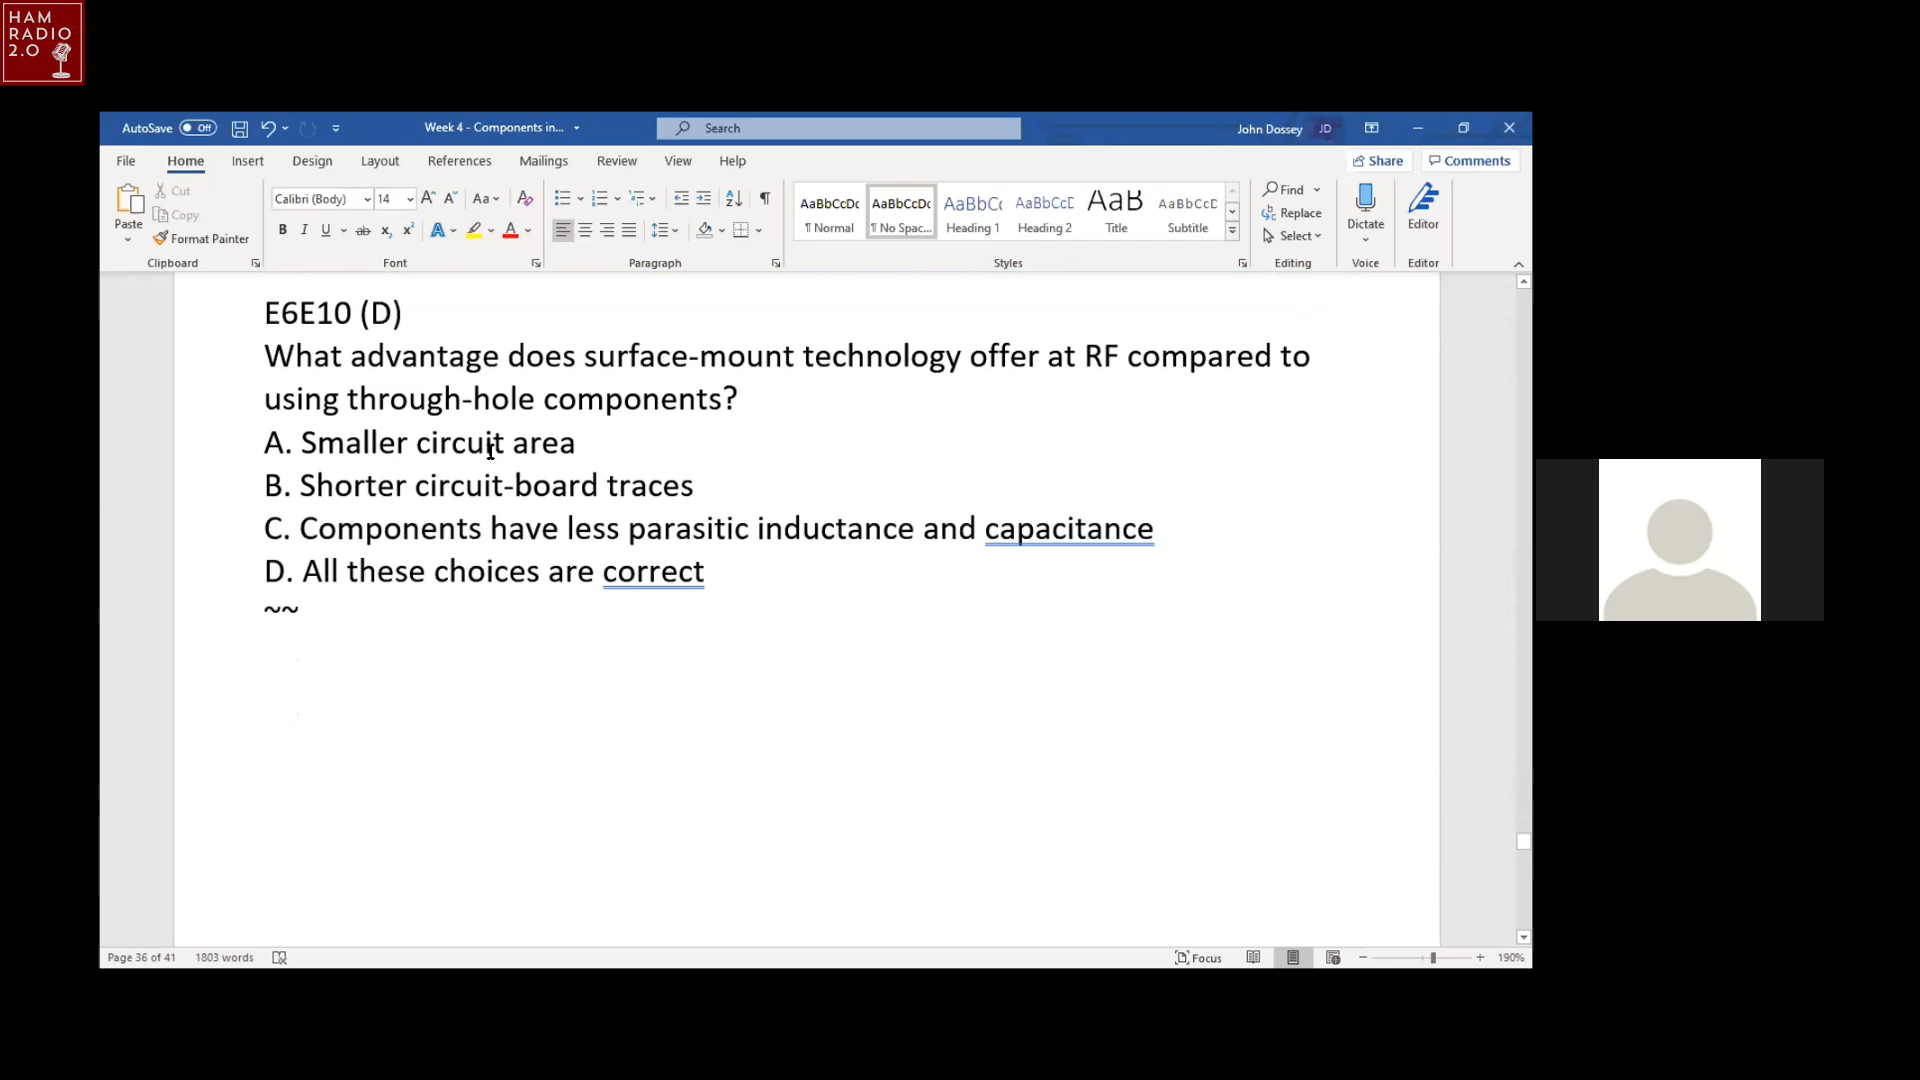 HAM
RADIO
2.0
AutoSave Off
Week 4 - Components in...
Search
John Dossey JD
File Home Insert Design Layout References Mailings Review View Help
Share Comments
Paste
Cut
Copy
Format Painter
Clipboard
Calibri (Body) 14
Font
Paragraph
AaBbCcDc AaBbCcDc AaBbCc AaBbCcD AaB AaBbCcD
¶ Normal ¶ No Spac... Heading 1 Heading 2 Title Subtitle
Styles
Find
Replace
Select
Editing
Dictate
Voice
Editor
Editor
E6E10 (D)
What advantage does surface-mount technology offer at RF compared to
using through-hole components?
A. Smaller circuit area
B. Shorter circuit-board traces
C. Components have less parasitic inductance and capacitance
D. All these choices are correct
~~
Page 36 of 41 1803 words
Focus
190%